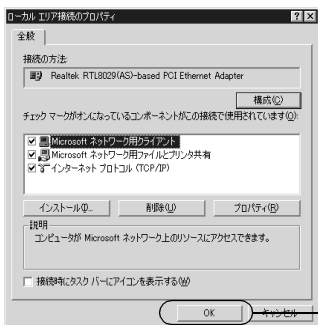 ローカル エリア接続のプロパティ
全般
接続の方法:
Realtek RTL8029(AS)-based PCI Ethernet Adapter
構成(C)
チェック マークがオンになっているコンポーネントがこの接続で使用されています(O):
Microsoft ネットワーク用クライアント
Microsoft ネットワーク用ファイルとプリンタ共有
インターネット プロトコル (TCP/IP)
インストール(I)...
削除(U)
プロパティ(R)
説明
コンピュータが Microsoft ネットワーク上のリソースにアクセスできます。
接続時にタスク バーにアイコンを表示する(W)
OK
キャンセル